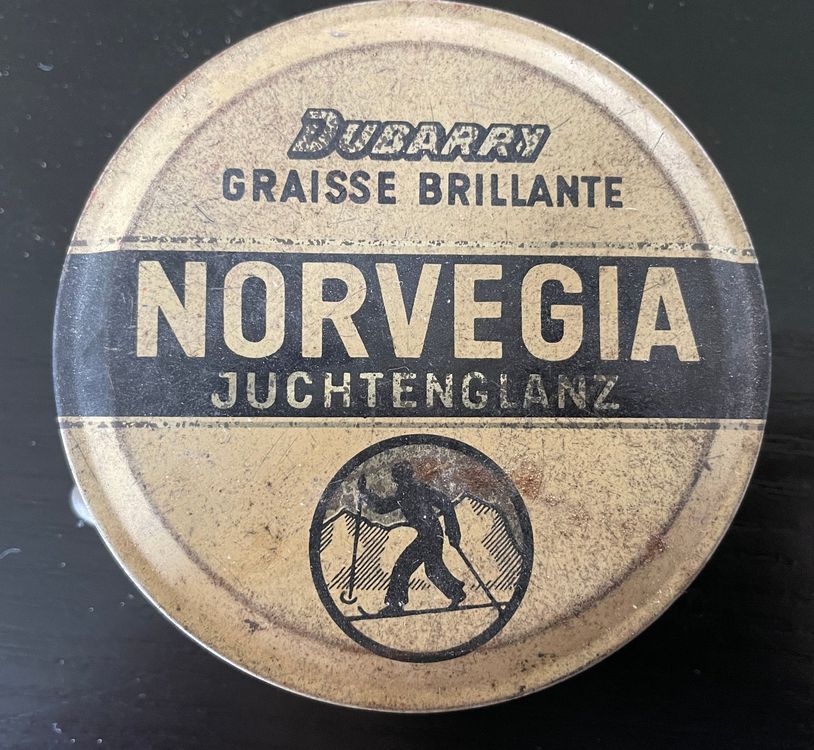 DUBARRY
GRAISSE BRILLANTE
NORVEGIA
JUCHTENGLANZ